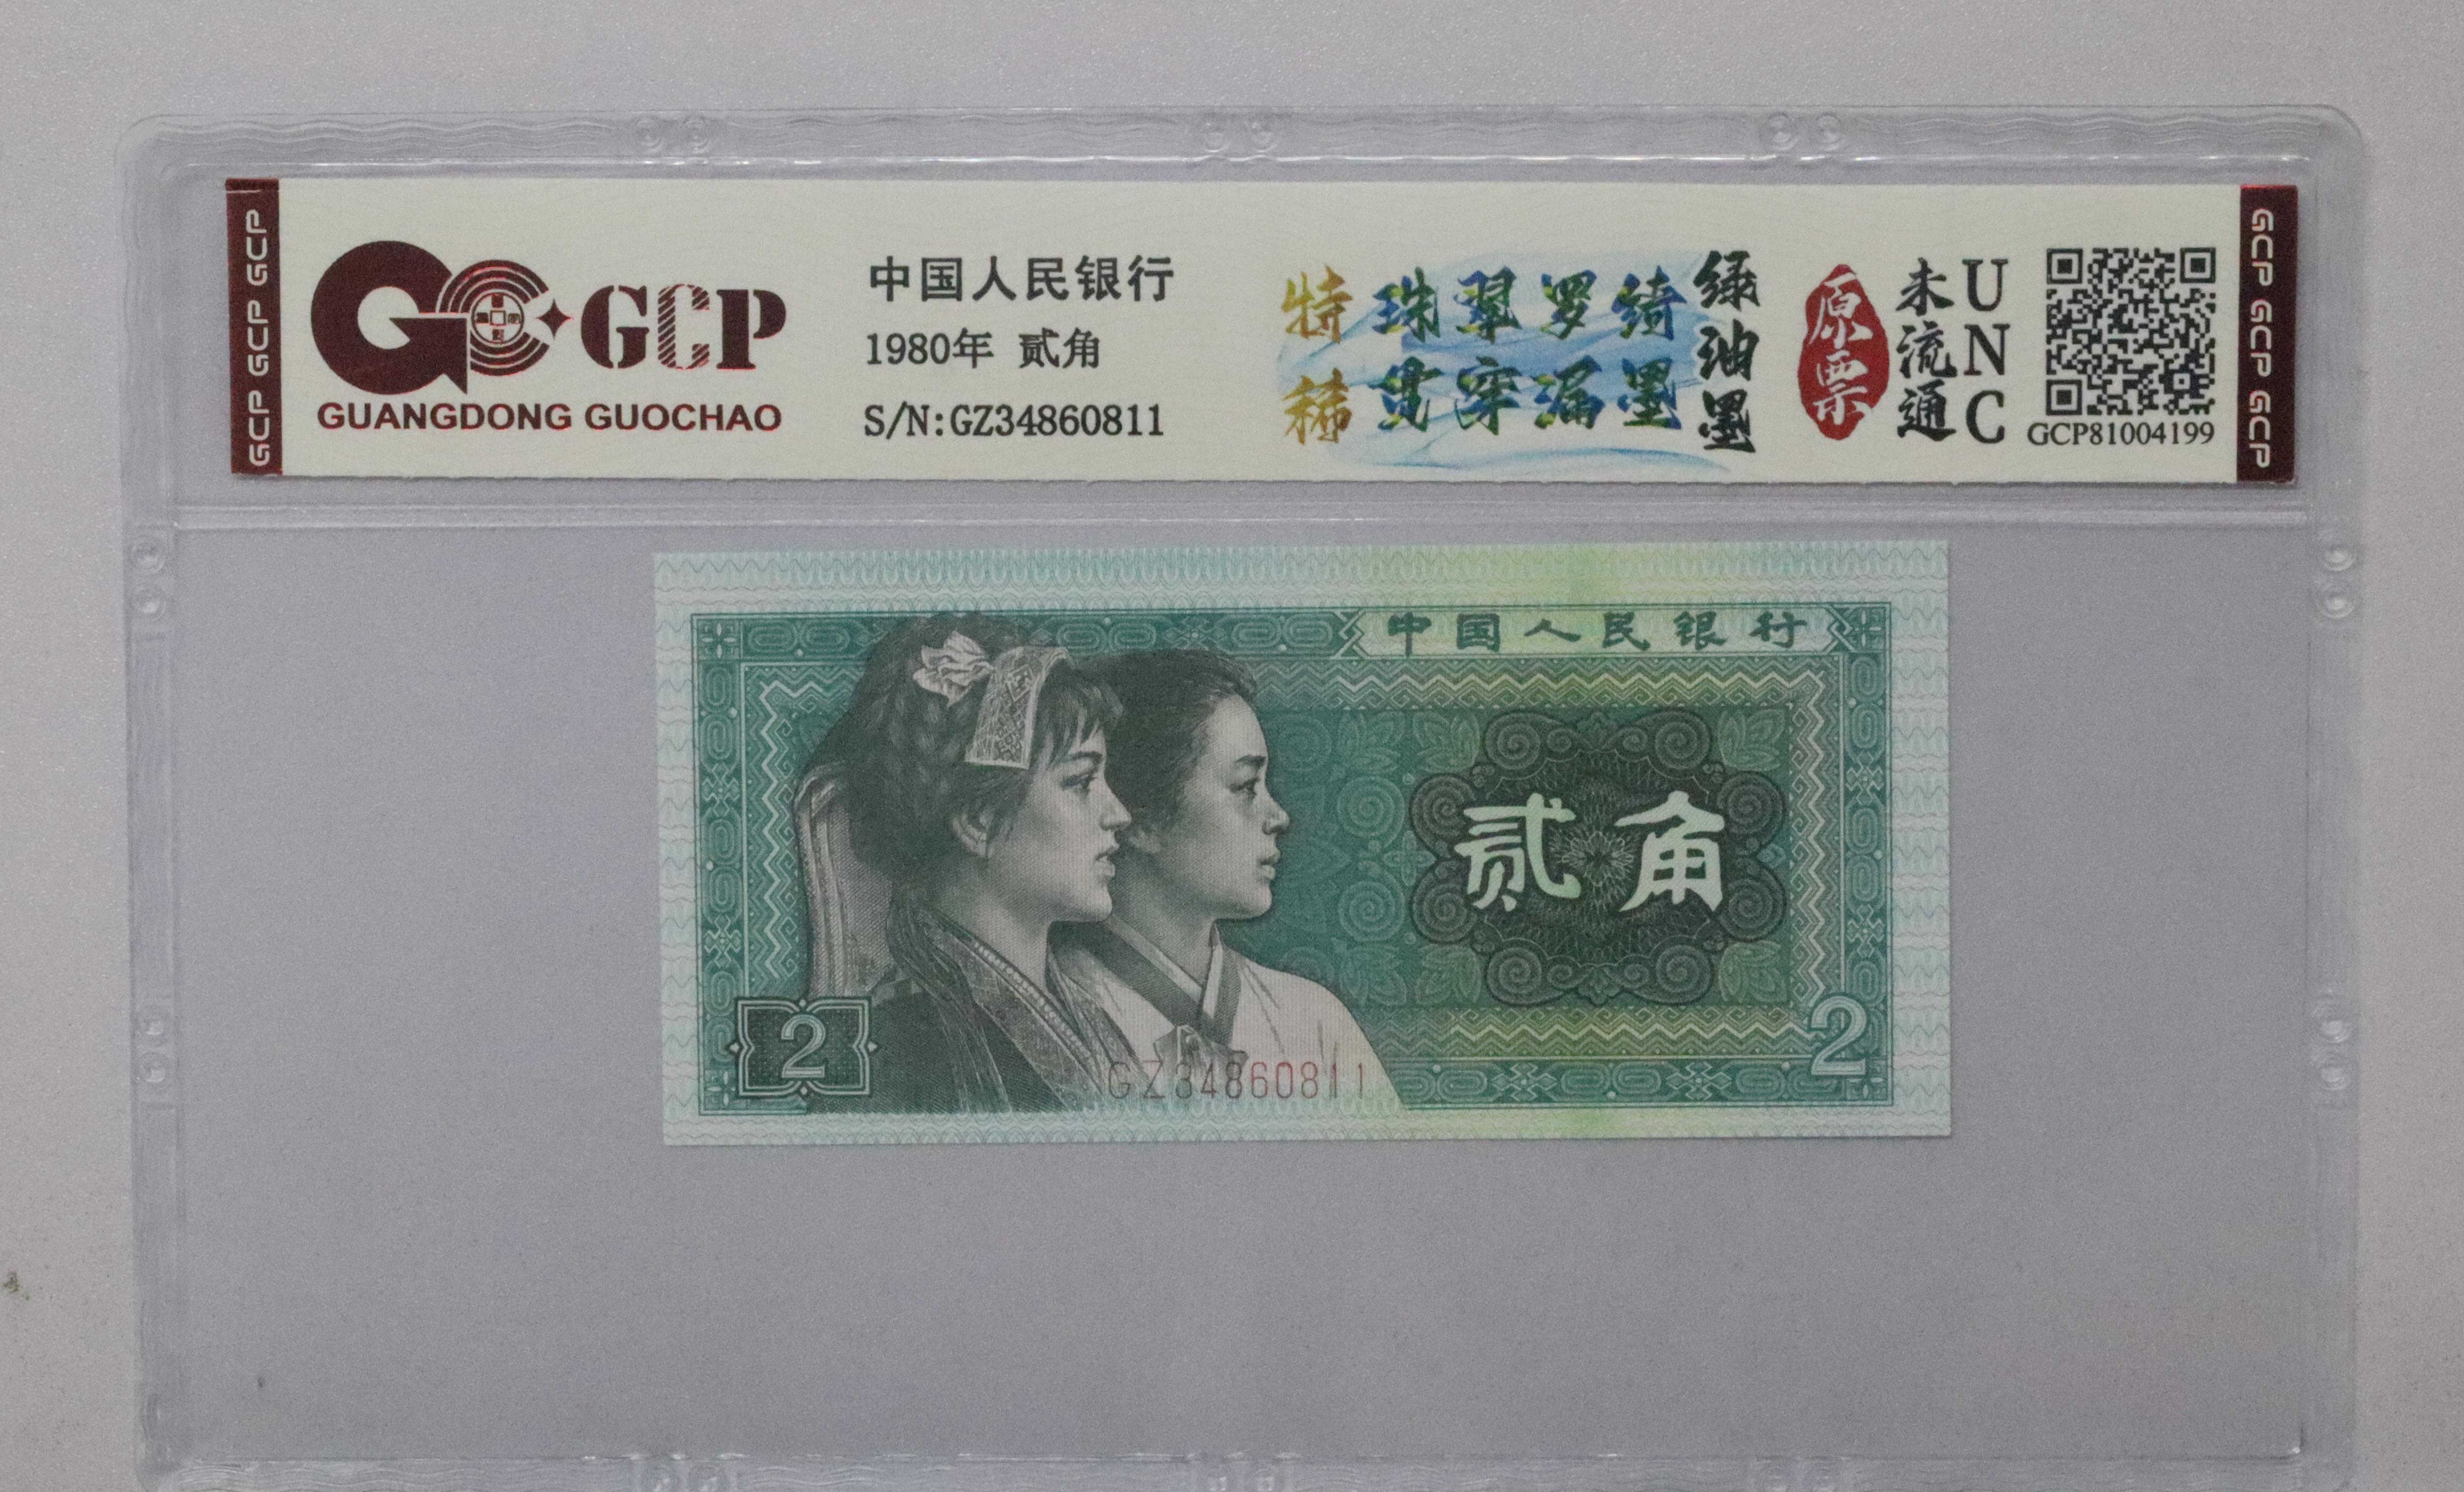 GCP GCP GCP
GCP
GUANGDONG GUOCHAO
中国人民银行
1980年 贰角
S/N:GZ34860811
特稀
珠翠罗绮
贯穿漏墨
绿油墨
原票
未流通
UNC
GCP81004199
GCP GCP GCP
中国人民银行
贰角
2
2
GZ34860811